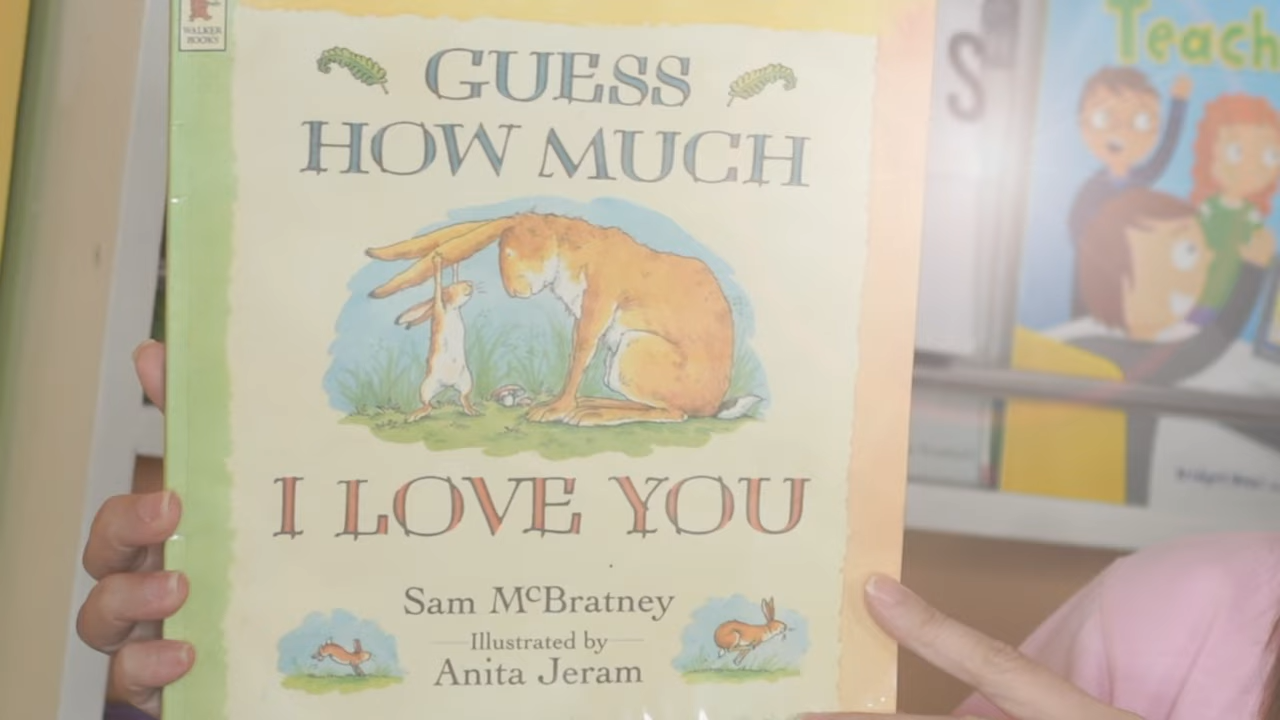 WALKER
BOOKS
GUESS
HOW MUCH
I LOVE YOU
Sam McBratney
Illustrated by
Anita Jeram
S
Teach